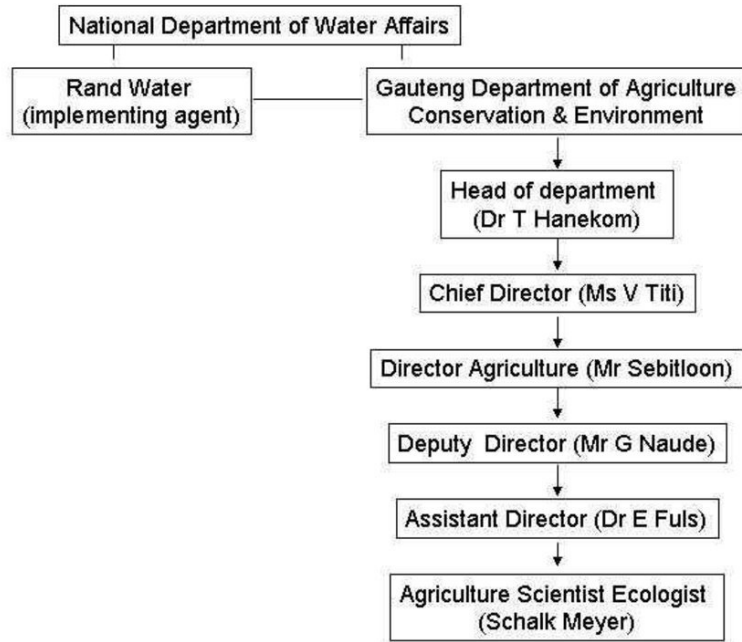 National Department of Water Affairs
Rand Water
(implementing agent)
Gauteng Department of Agriculture
Conservation & Environment
Head of department
(Dr T Hanekom)
Chief Director (Ms V Titi)
Director Agriculture (Mr Sebitloon)
Deputy Director (Mr G Naude)
Assistant Director (Dr E Fuls)
Agriculture Scientist Ecologist
(Schalk Meyer)